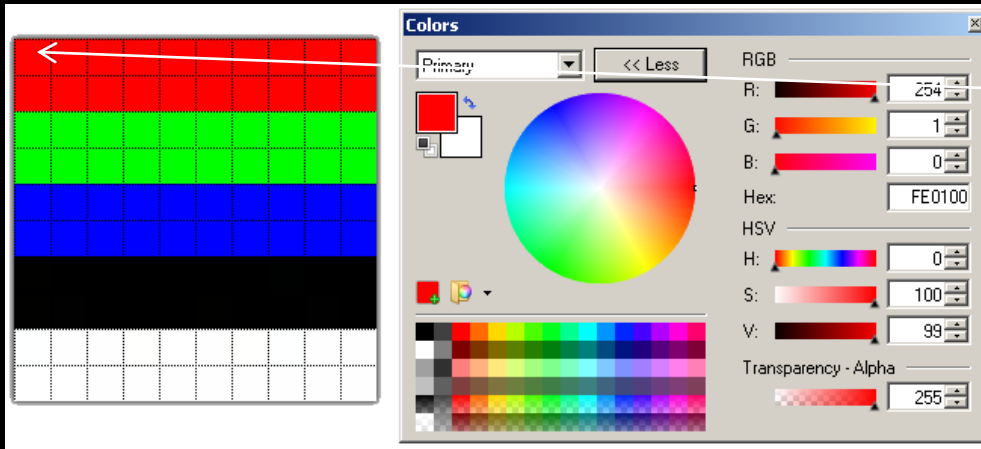 Colors
Primary
<< Less
RGB
R: 254
G: 1
B: 0
Hex: FE0100
HSV
H: 0
S: 100
V: 99
Transparency - Alpha
255